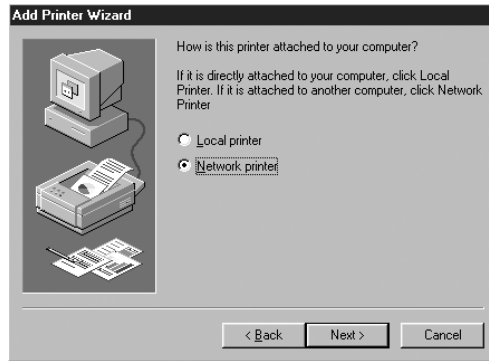 Add Printer Wizard
How is this printer attached to your computer?
If it is directly attached to your computer, click Local
Printer. If it is attached to another computer, click Network
Printer
Local printer
Network printer
< Back Next > Cancel